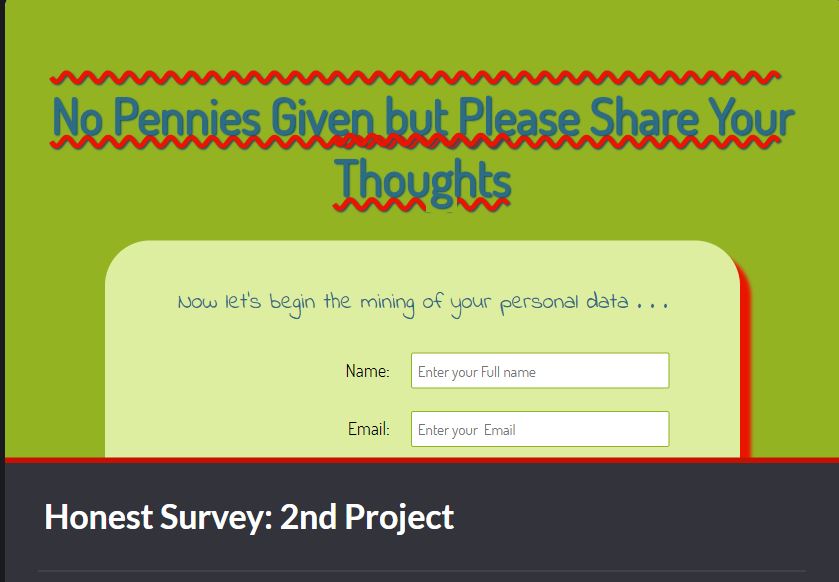 No Pennies Given but Please Share Your
Thoughts
Now let's begin the mining of your personal data . . .
Name: Enter your Full name
Email: Enter your Email
Honest Survey: 2nd Project